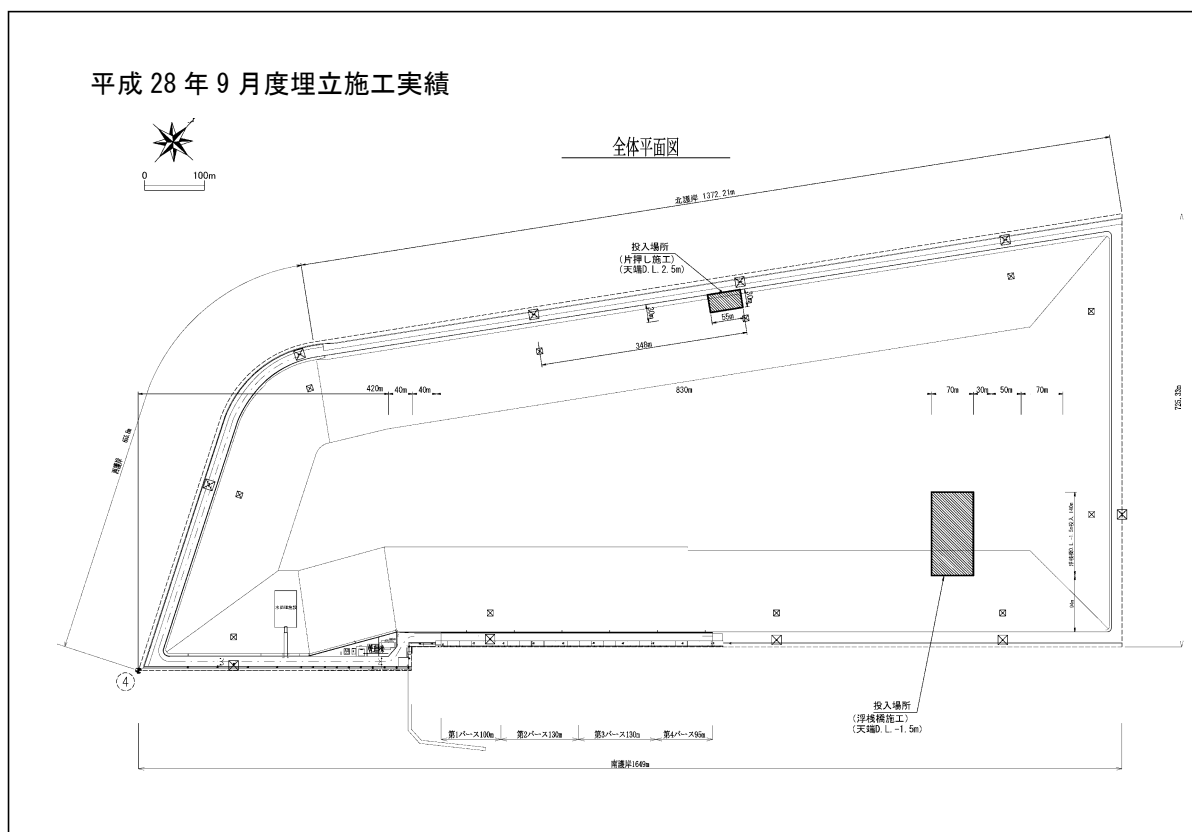 平成 28 年 9 月度埋立施工実績
全体平面図
0 100m
北護岸 1372.21m
投入場所
(片押し施工)
(天端D.L.2.5m)
55m
348m
420m 40m 40m 830m 70m 30m 50m 70m
725.33m
投入場所
(浮桟橋施工)
(天端D.L.-1.5m)
4
第1バース100m 第2バース130m 第3バース130m 第4バース95m
南護岸1649m